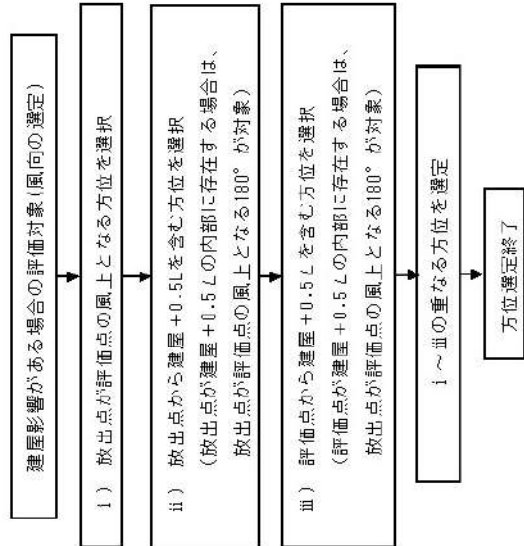 建屋影響がある場合の評価対象(風向の選定)
ⅰ) 放出点が評価点の風上となる方位を選択
ⅱ) 放出点から建屋+0.5Lを含む方位を選択
(放出点が建屋+0.5Lの内部に存在する場合は、
放出点が評価点の風上となる180°が対象)
ⅲ) 評価点から建屋+0.5Lを含む方位を選択
(評価点が建屋+0.5Lの内部に存在する場合は、
放出点が評価点の風上となる180°が対象)
ⅰ~ⅲの重なる方位を選定
方位選定終了